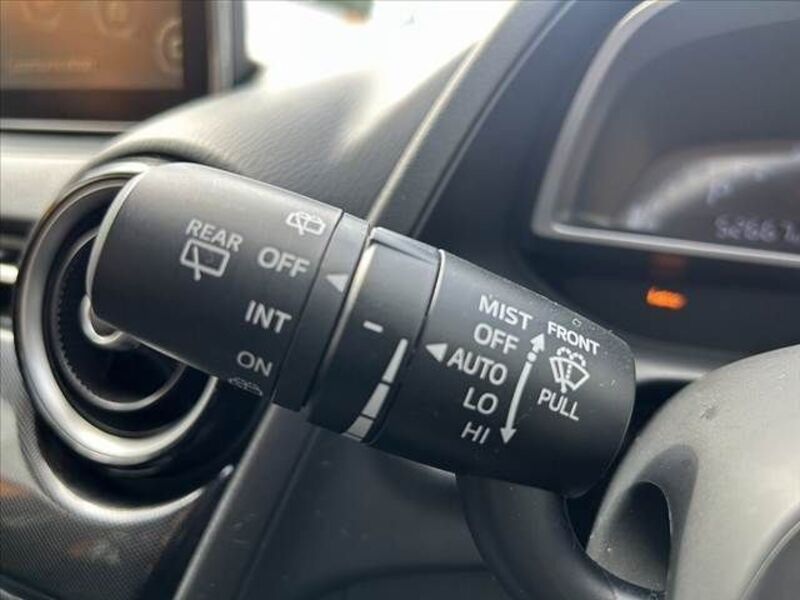 REAR
OFF
INT
ON
MIST
OFF
AUTO
LO
HI
FRONT
PULL